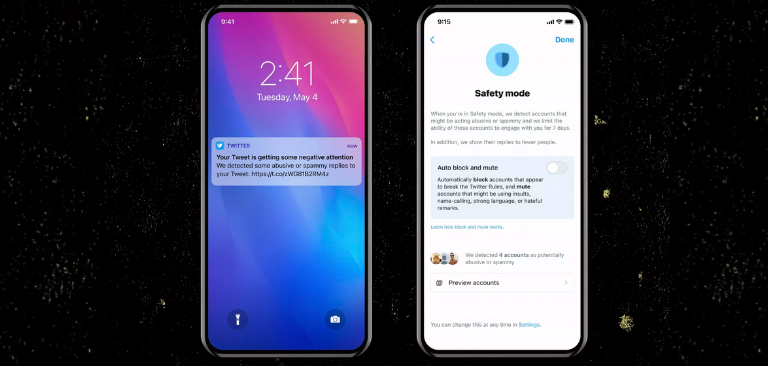 9:41
2:41
Tuesday, May 4
TWITTER
now
Your Tweet is getting some negative attention
We detected some abusive or spammy replies to
your Tweet: https://t.co/zWGB1B2RM4z
9:15
Done
Safety mode
When you're in Safety mode, we detect accounts that
might be acting abusive or spammy and we limit the
ability of these accounts to engage with you for 7 days.
In addition, we show their replies to fewer people.
Auto block and mute
Automatically block accounts that appear
to break the Twitter Rules, and mute
accounts that might be using insults,
name-calling, strong language, or hateful
remarks.
Learn how block and mute works.
We detected 4 accounts as potentially
abusive or spammy
Preview accounts
You can change this at any time in Settings.